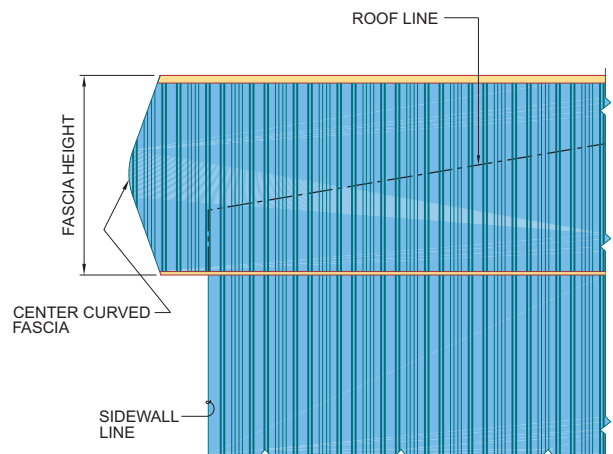 ROOF LINE
FASCIA HEIGHT
CENTER CURVED
FASCIA
SIDEWALL
LINE